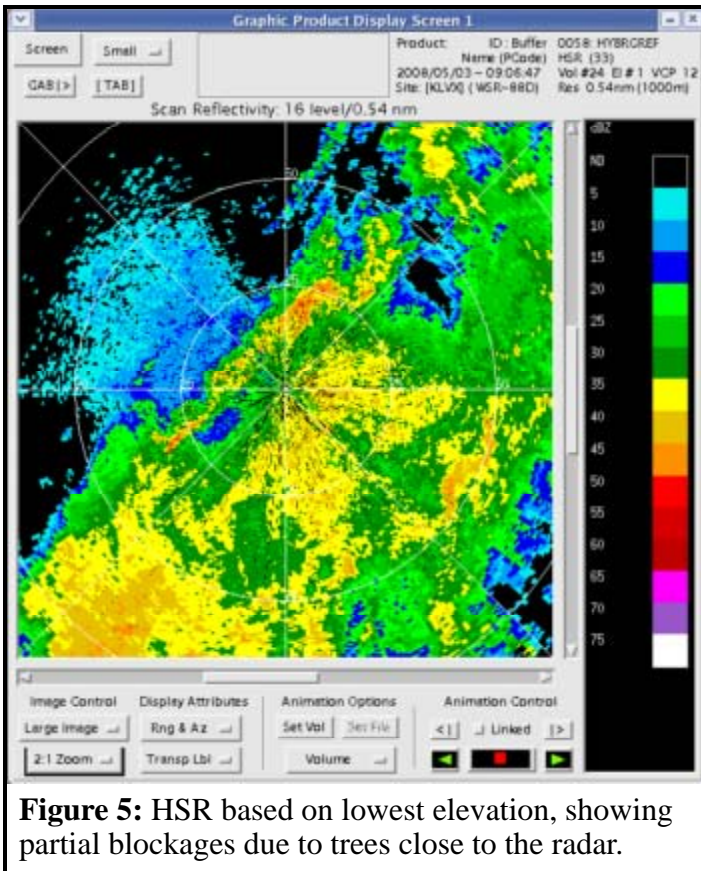 Graphic Product Display Screen 1
Screen Small
GAB|> [TAB]
Product: ID : Buffer 0058: HYBRGREF
Name (PCode) HSR (33)
2008/05/03 - 09:06:47 Vol #24 El # 1 VCP 12
Site: [KLVX] ( WSR-88D) Res 0.54nm (1000m)
Scan Reflectivity: 16 level/0.54 nm
dBZ
ND
5
10
15
20
25
30
35
40
45
50
55
60
65
70
75
Image Control Display Attributes Animation Options Animation Control
Large Image Rng & Az Set Vol Set File <| Linked |>
2:1 Zoom Transp Lbl Volume
Figure 5: HSR based on lowest elevation, showing
partial blockages due to trees close to the radar.